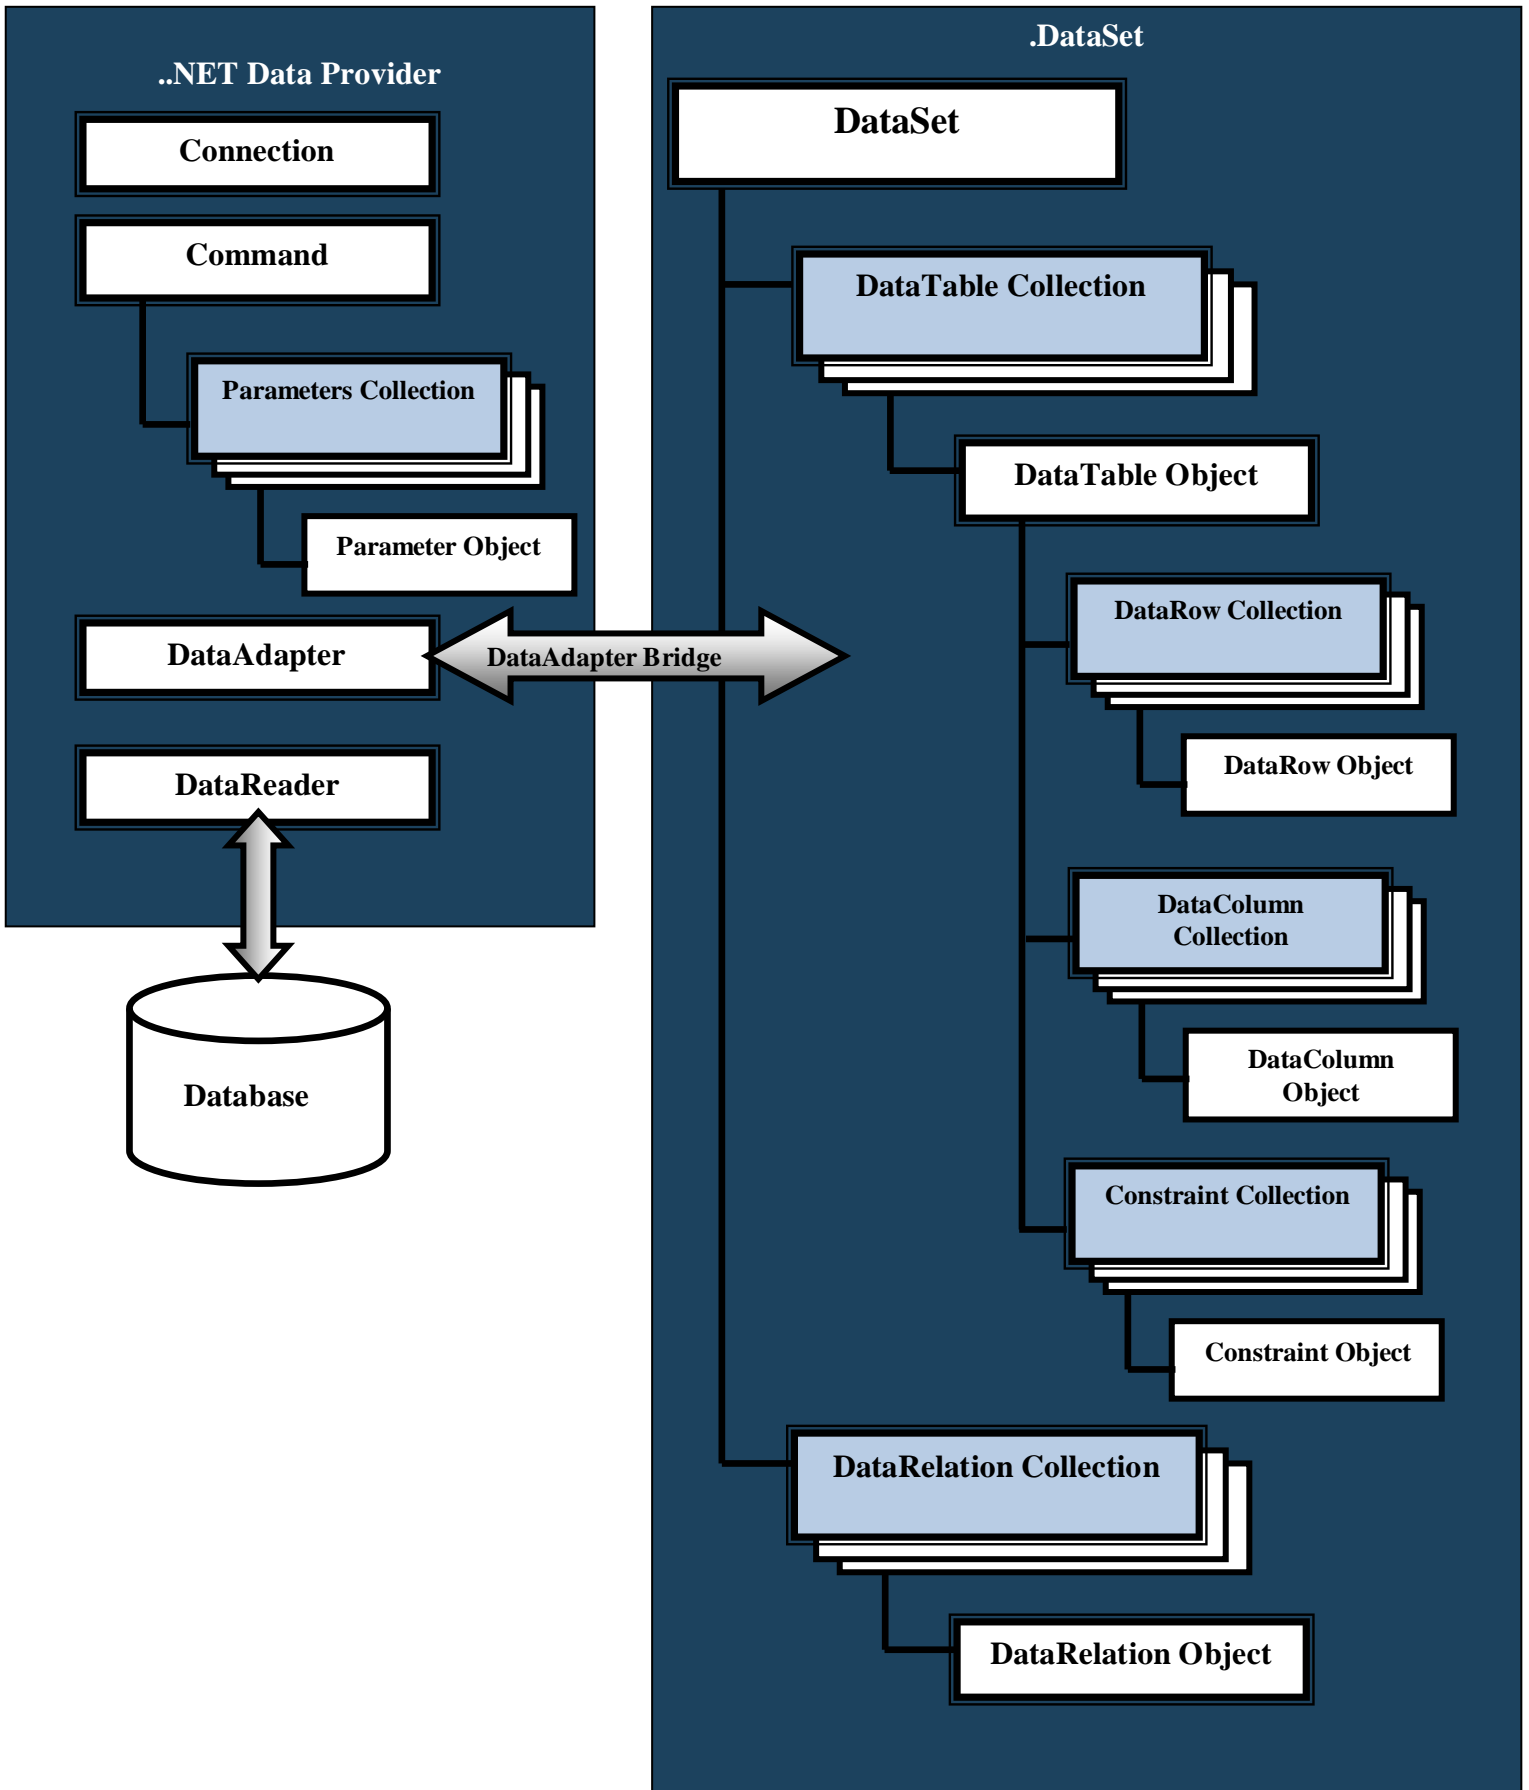 ..NET Data Provider
Connection
Command
Parameters Collection
Parameter Object
DataAdapter
DataAdapter Bridge
DataReader
Database
.DataSet
DataSet
DataTable Collection
DataTable Object
DataRow Collection
DataRow Object
DataColumn
Collection
DataColumn
Object
Constraint Collection
Constraint Object
DataRelation Collection
DataRelation Object